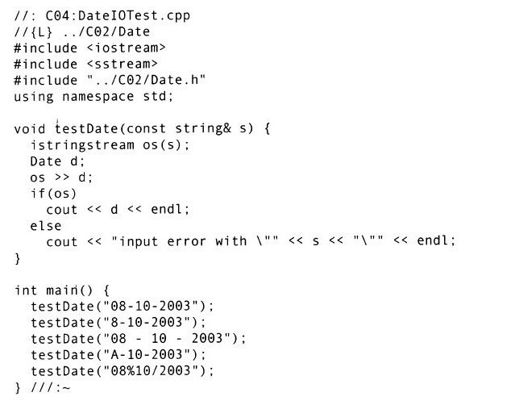 //: C04:DateIOTest.cpp
//{L} ../C02/Date
#include <iostream>
#include <sstream>
#include "../C02/Date.h"
using namespace std;

void testDate(const string& s) {
  istringstream os(s);
  Date d;
  os >> d;
  if(os)
    cout << d << endl;
  else
    cout << "input error with \"" << s << "\"" << endl;
}

int main() {
  testDate("08-10-2003");
  testDate("8-10-2003");
  testDate("08 - 10 - 2003");
  testDate("A-10-2003");
  testDate("08%10/2003");
} ///:~